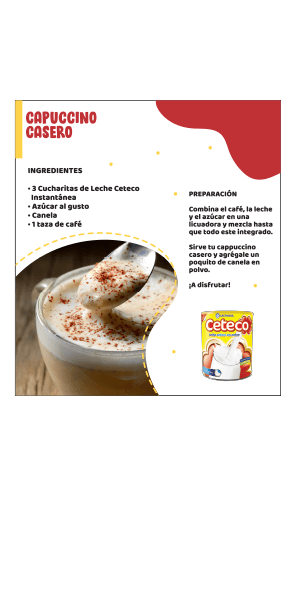 CAPUCCINO
CASERO
INGREDIENTES
• 3 Cucharitas de Leche Ceteco
Instantánea
• Azúcar al gusto
• Canela
• 1 taza de café
PREPARACIÓN
Combina el café, la leche
y el azúcar en una
licuadora y mezcla hasta
que todo este integrado.
Sirve tu cappuccino
casero y agrégale un
poquito de canela en
polvo.
¡A disfrutar!
Ceteco